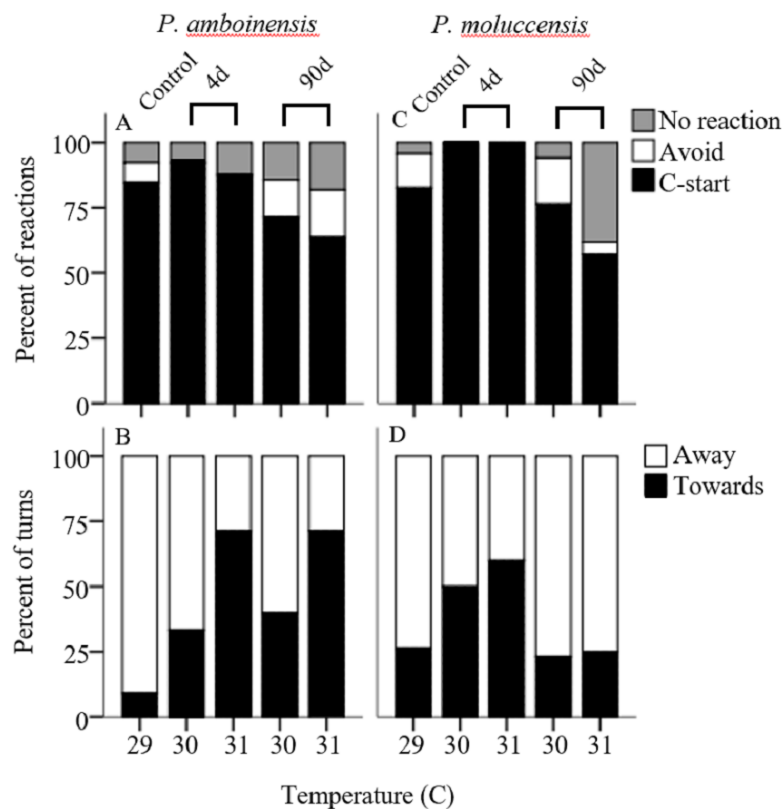 P. amboinensis P. moluccensis
Control 4d 90d Control 4d 90d
A C
No reaction
Avoid
C-start
Percent of reactions
100
75
50
25
0
B D
Away
Towards
Percent of turns
100
75
50
25
0
29 30 31 30 31 29 30 31 30 31
Temperature (C)